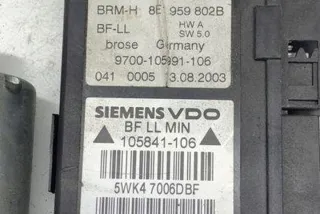 BRM-H 8E 959 802B
HW A
BF-LL SW 5.0
brose Germany
9700-105991-106
041 0005 3.08.2003
SIEMENS VDO
BF LL MIN
105841-106
5WK4 7006DBF